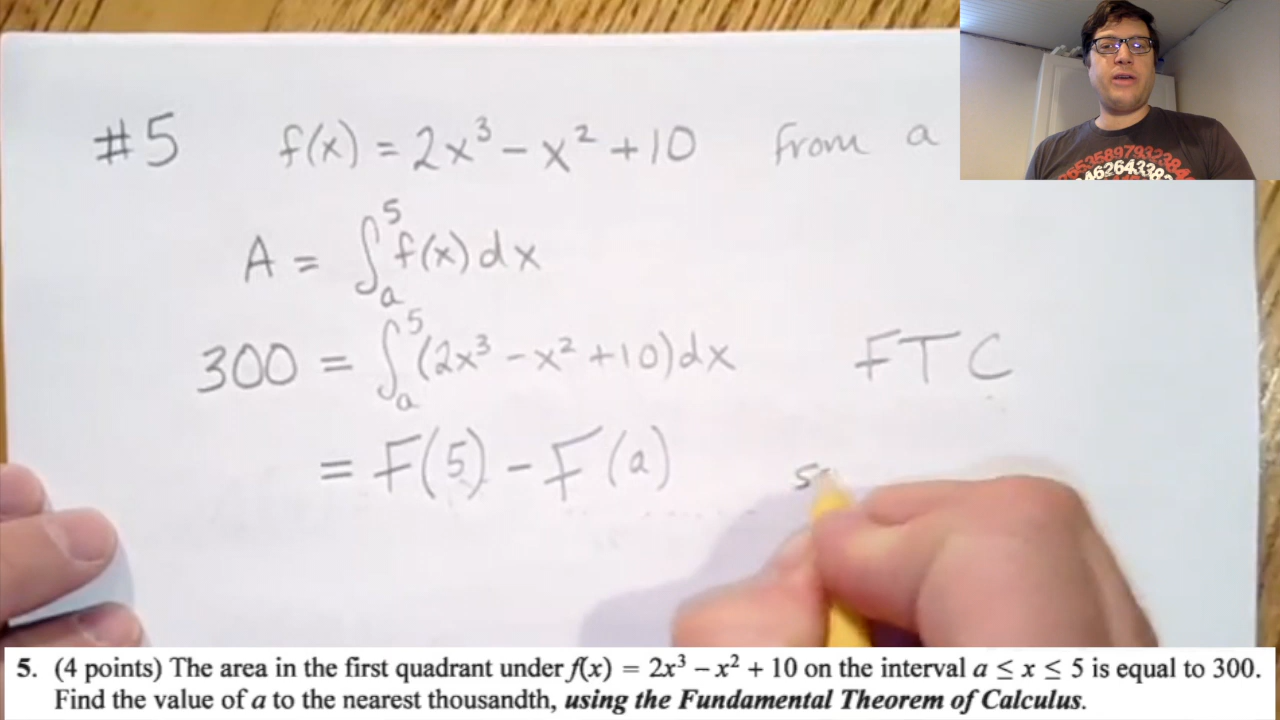 #5 f(x) = 2x³ - x² + 10 from a
A = ∫ₐ⁵ f(x) dx
300 = ∫ₐ⁵ (2x³ - x² + 10) dx FTC
= F(5) - F(a)
5. (4 points) The area in the first quadrant under f(x) = 2x³ – x² + 10 on the interval a ≤ x ≤ 5 is equal to 300.
Find the value of a to the nearest thousandth, using the Fundamental Theorem of Calculus.